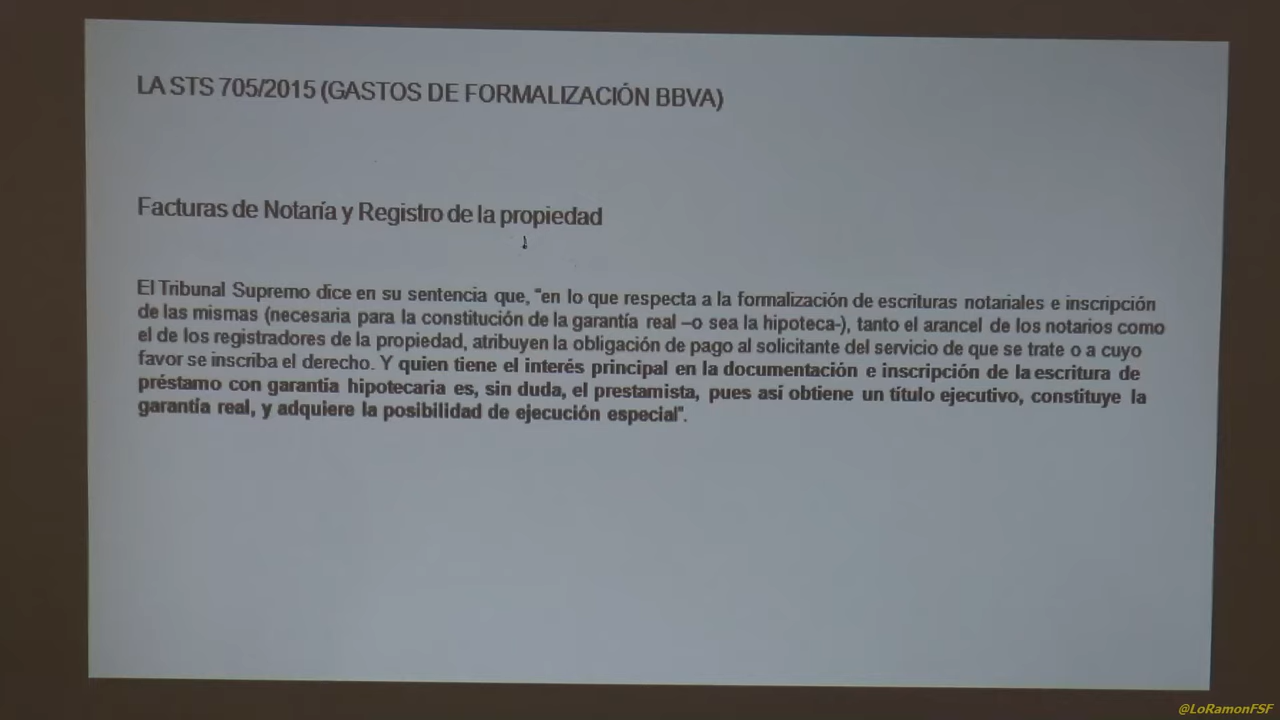 LA STS 705/2015 (GASTOS DE FORMALIZACIÓN BBVA)
Facturas de Notaría y Registro de la propiedad
El Tribunal Supremo dice en su sentencia que, "en lo que respecta a la formalización de escrituras notariales e inscripción
de las mismas (necesaria para la constitución de la garantía real –o sea la hipoteca-), tanto el arancel de los notarios como
el de los registradores de la propiedad, atribuyen la obligación de pago al solicitante del servicio de que se trate o a cuyo
favor se inscriba el derecho. Y quien tiene el interés principal en la documentación e inscripción de la escritura de
préstamo con garantía hipotecaria es, sin duda, el prestamista, pues así obtiene un título ejecutivo, constituye la
garantía real, y adquiere la posibilidad de ejecución especial".
@LoRamonFSF